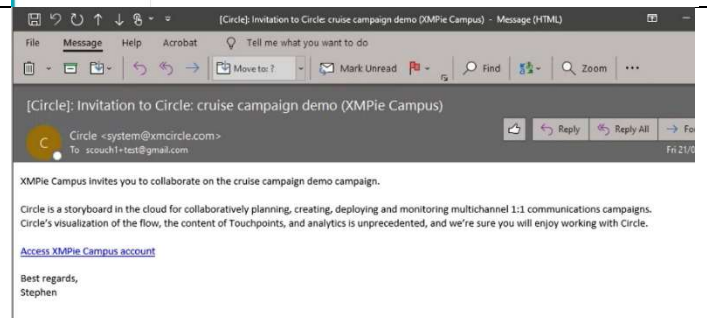 [Circle]: Invitation to Circle: cruise campaign demo (XMPie Campus) - Message (HTML)
File Message Help Acrobat Tell me what you want to do
Move to: ? Mark Unread Find Zoom
[Circle]: Invitation to Circle: cruise campaign demo (XMPie Campus)
C
Circle <system@xmcircle.com>
To scouch1+test@gmail.com
Reply Reply All
Fri 21/0
XMPie Campus invites you to collaborate on the cruise campaign demo campaign.
Circle is a storyboard in the cloud for collaboratively planning, creating, deploying and monitoring multichannel 1:1 communications campaigns.
Circle's visualization of the flow, the content of Touchpoints, and analytics is unprecedented, and we're sure you will enjoy working with Circle.
Access XMPie Campus account
Best regards,
Stephen